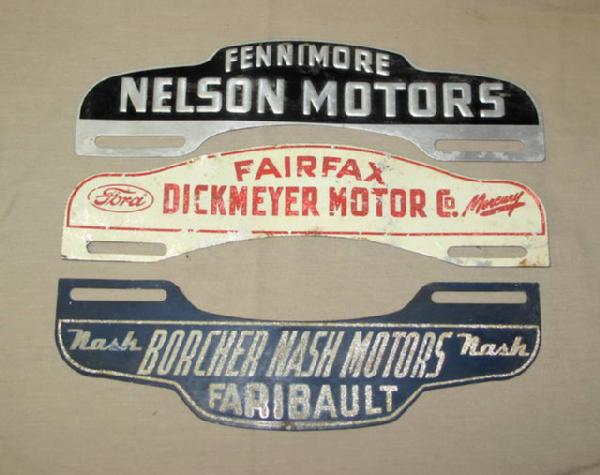 FENNIMORE
NELSON MOTORS
FAIRFAX
Ford DICKMEYER MOTOR Co. Mercury
Nash BORCHER NASH MOTORS Nash
FARIBAULT